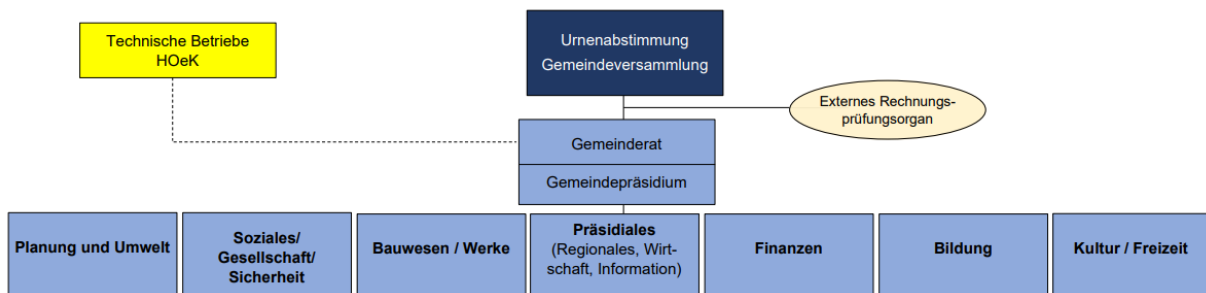 Technische Betriebe
HOeK
Urnenabstimmung
Gemeindeversammlung
Externes Rechnungs-
prüfungsorgan
Gemeinderat
Gemeindepräsidium
Planung und Umwelt
Soziales/
Gesellschaft/
Sicherheit
Bauwesen / Werke
Präsidiales
(Regionales, Wirt-
schaft, Information)
Finanzen
Bildung
Kultur / Freizeit